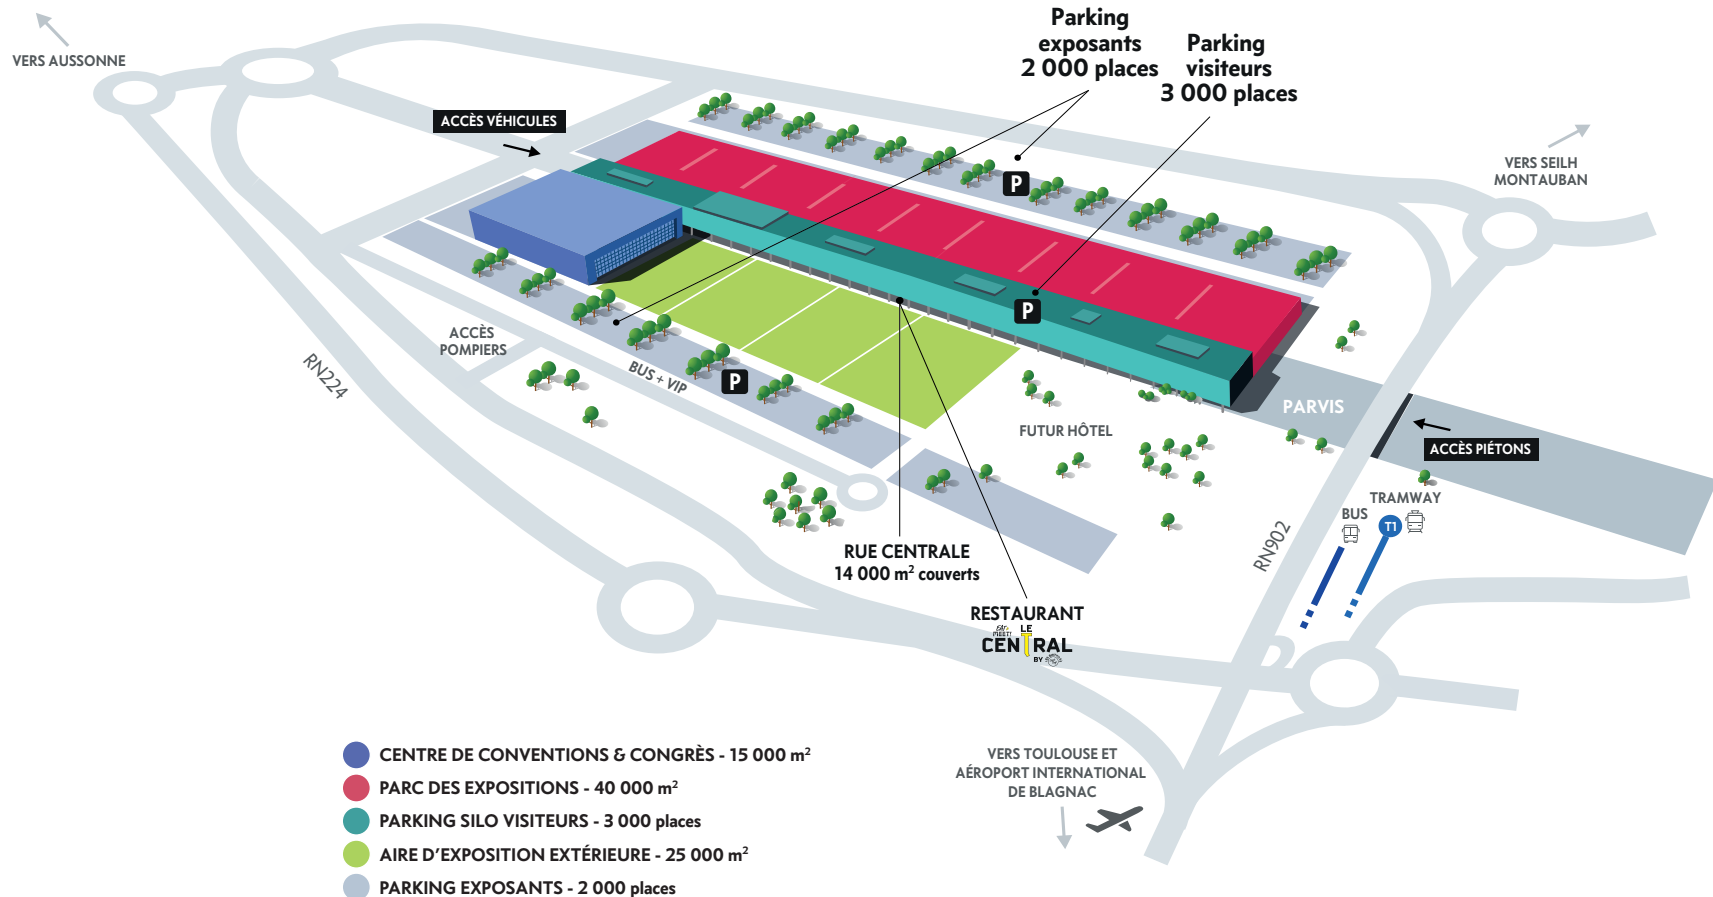 Parking
exposants
2 000 places
Parking
visiteurs
3 000 places
VERS AUSSONNE
ACCÈS VÉHICULES
VERS SEILH
MONTAUBAN
P
P
P
ACCÈS
POMPIERS
BUS + VIP
RN224
PARVIS
FUTUR HÔTEL
ACCÈS PIÉTONS
TRAMWAY
BUS
T1
RN902
RUE CENTRALE
14 000 m² couverts
RESTAURANT
EAT
MEET!
LE
CENTRAL
BY
VERS TOULOUSE ET
AÉROPORT INTERNATIONAL
DE BLAGNAC
CENTRE DE CONVENTIONS & CONGRÈS - 15 000 m²
PARC DES EXPOSITIONS - 40 000 m²
PARKING SILO VISITEURS - 3 000 places
AIRE D’EXPOSITION EXTÉRIEURE - 25 000 m²
PARKING EXPOSANTS - 2 000 places